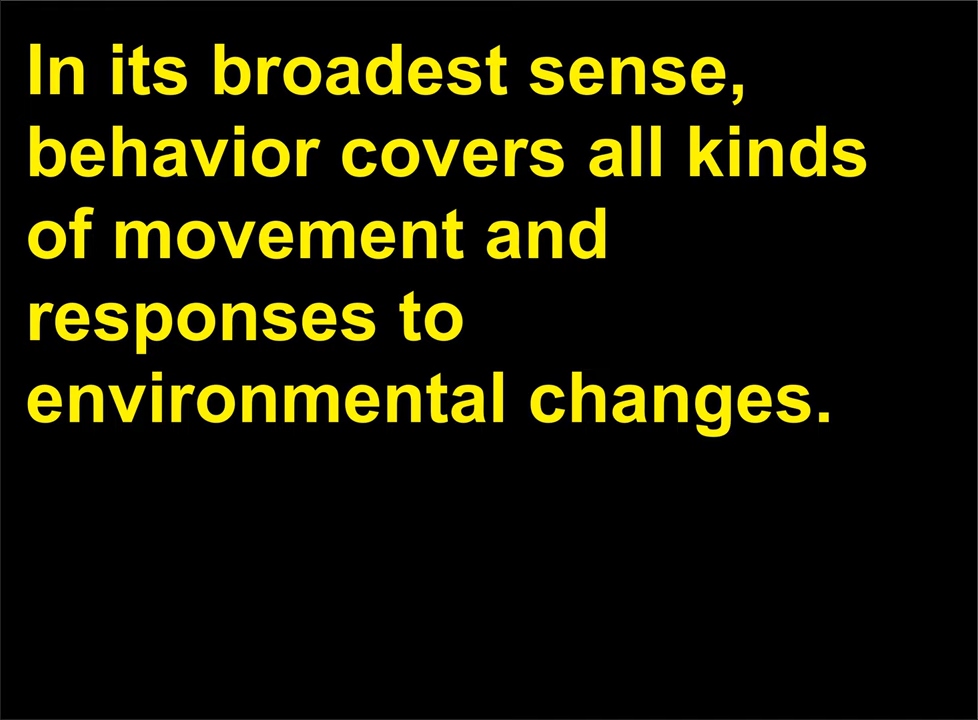 In its broadest sense,
behavior covers all kinds
of movement and
responses to
environmental changes.